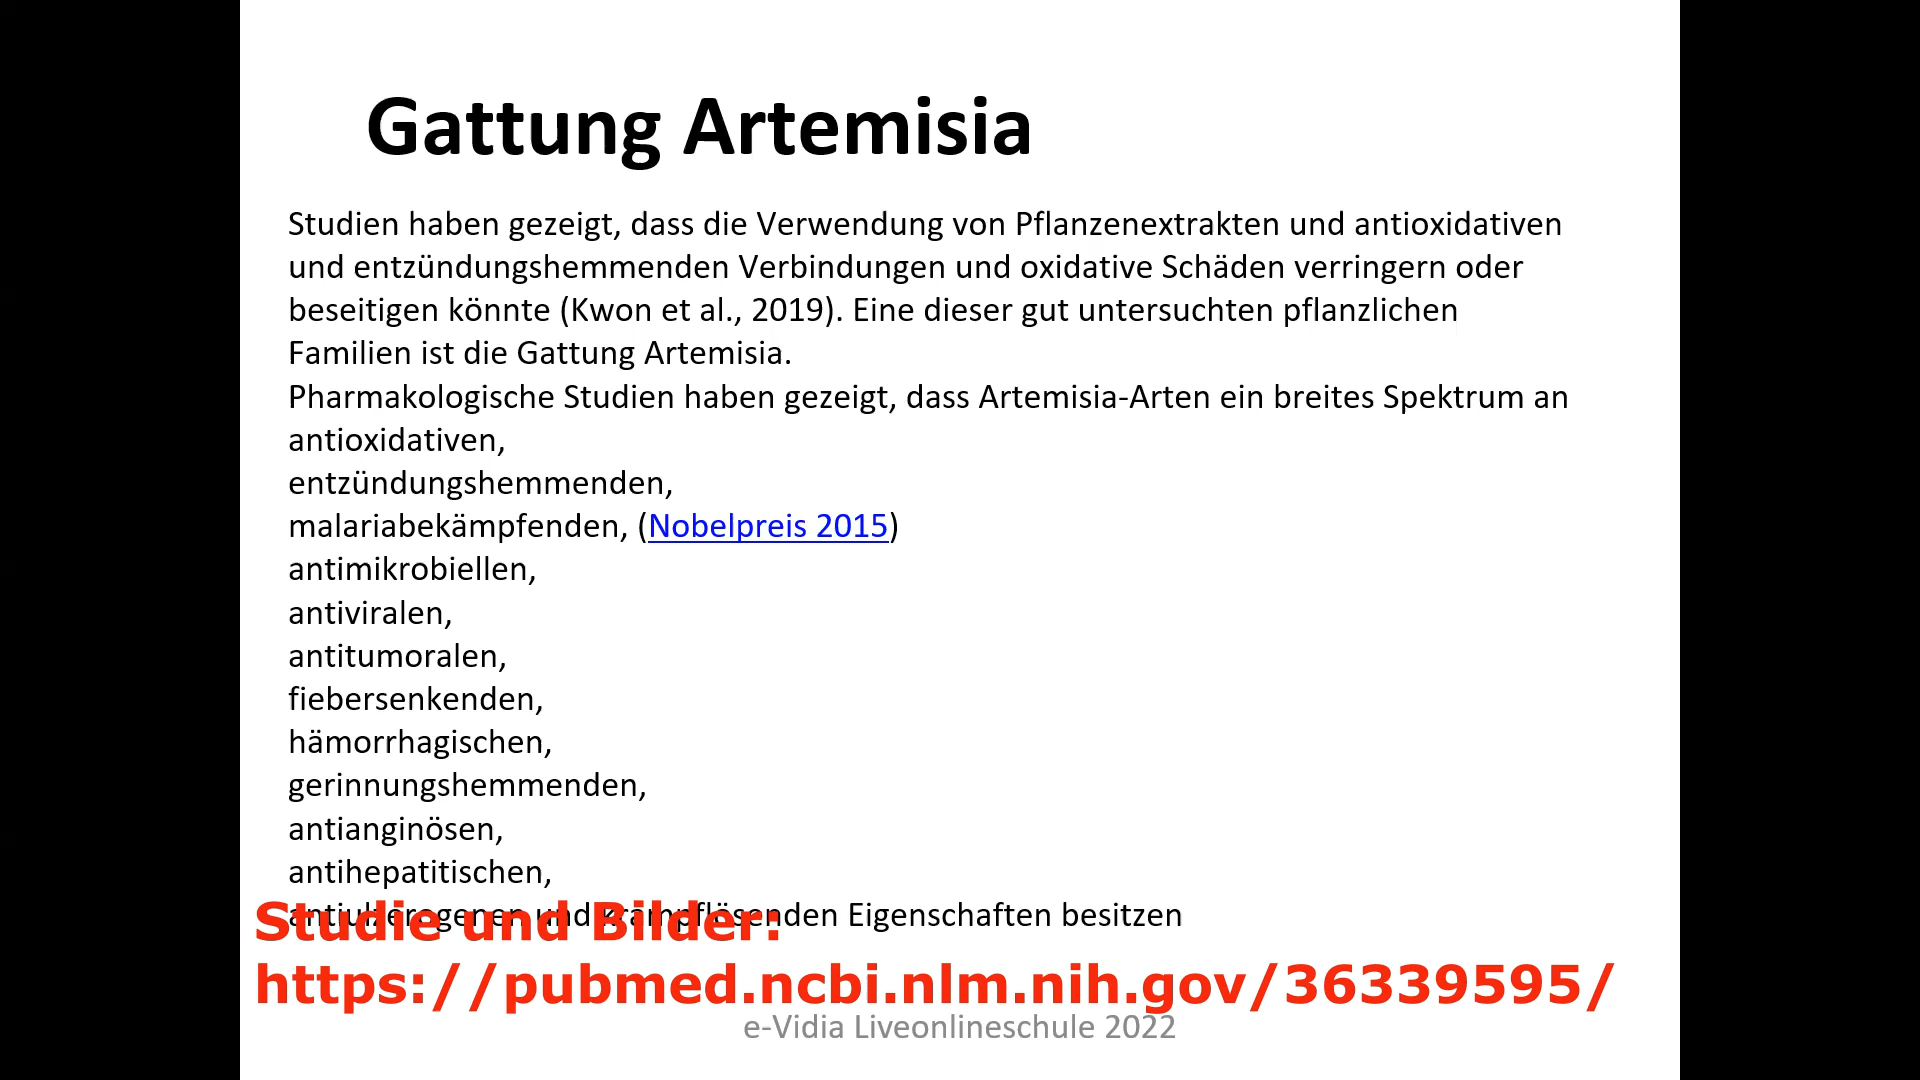 Gattung Artemisia
Studien haben gezeigt, dass die Verwendung von Pflanzenextrakten und antioxidativen
und entzündungshemmenden Verbindungen und oxidative Schäden verringern oder
beseitigen könnte (Kwon et al., 2019). Eine dieser gut untersuchten pflanzlichen
Familien ist die Gattung Artemisia.
Pharmakologische Studien haben gezeigt, dass Artemisia-Arten ein breites Spektrum an
antioxidativen,
entzündungshemmenden,
malariabekämpfenden, (Nobelpreis 2015)
antimikrobiellen,
antiviralen,
antitumoralen,
fiebersenkenden,
hämorrhagischen,
gerinnungshemmenden,
antianginösen,
antihepatitischen,
antiulzerogenen und krampflösenden Eigenschaften besitzen
Studie und Bilder:
https://pubmed.ncbi.nlm.nih.gov/36339595/
e-Vidia Liveonlineschule 2022